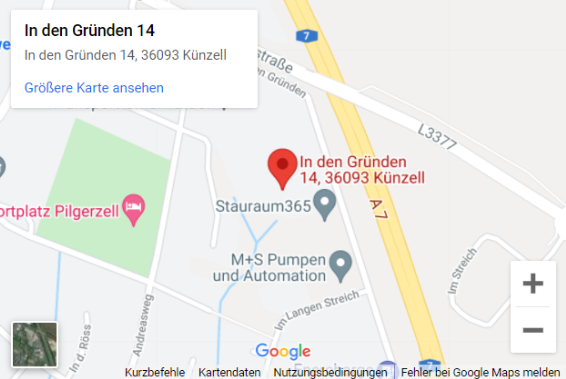 In den Gründen 14
In den Gründen 14, 36093 Künzell
Größere Karte ansehen
7
straße
den Gründen
L3377
In den Gründen
14, 36093 Künzell
ortplatz Pilgerzell
Stauraum365
A 7
M+S Pumpen
und Automation
Im Streich
Im Langen Streich
Andreasweg
In d. Röss
+
−
Google
7
Kurzbefehle
Kartendaten
Nutzungsbedingungen
Fehler bei Google Maps melden